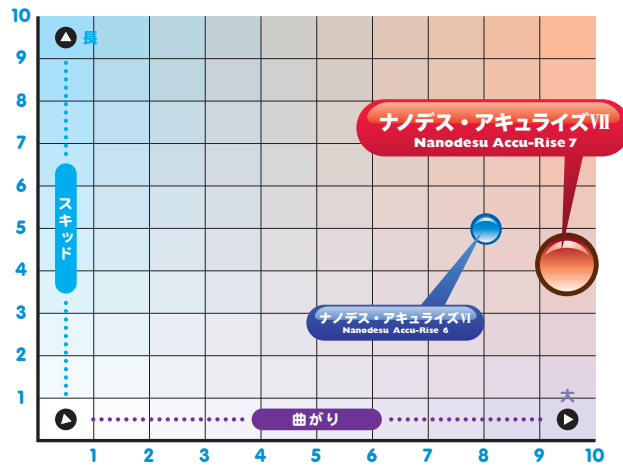 10
長
9
8
ナノデス・アキュライズⅦ
Nanodesu Accu-Rise 7
7
6
スキッド
5
4
3
ナノデス・アキュライズⅥ
Nanodesu Accu-Rise 6
2
大
1
曲がり
1 2 3 4 5 6 7 8 9 10